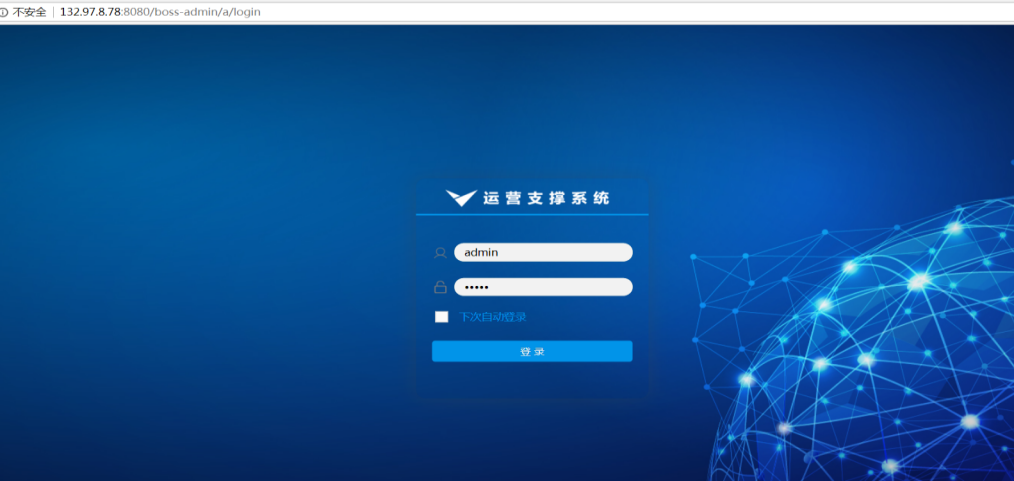 不安全 132.97.8.78:8080/boss-admin/a/login
运营支撑系统
admin
•••••
下次自动登录
登录